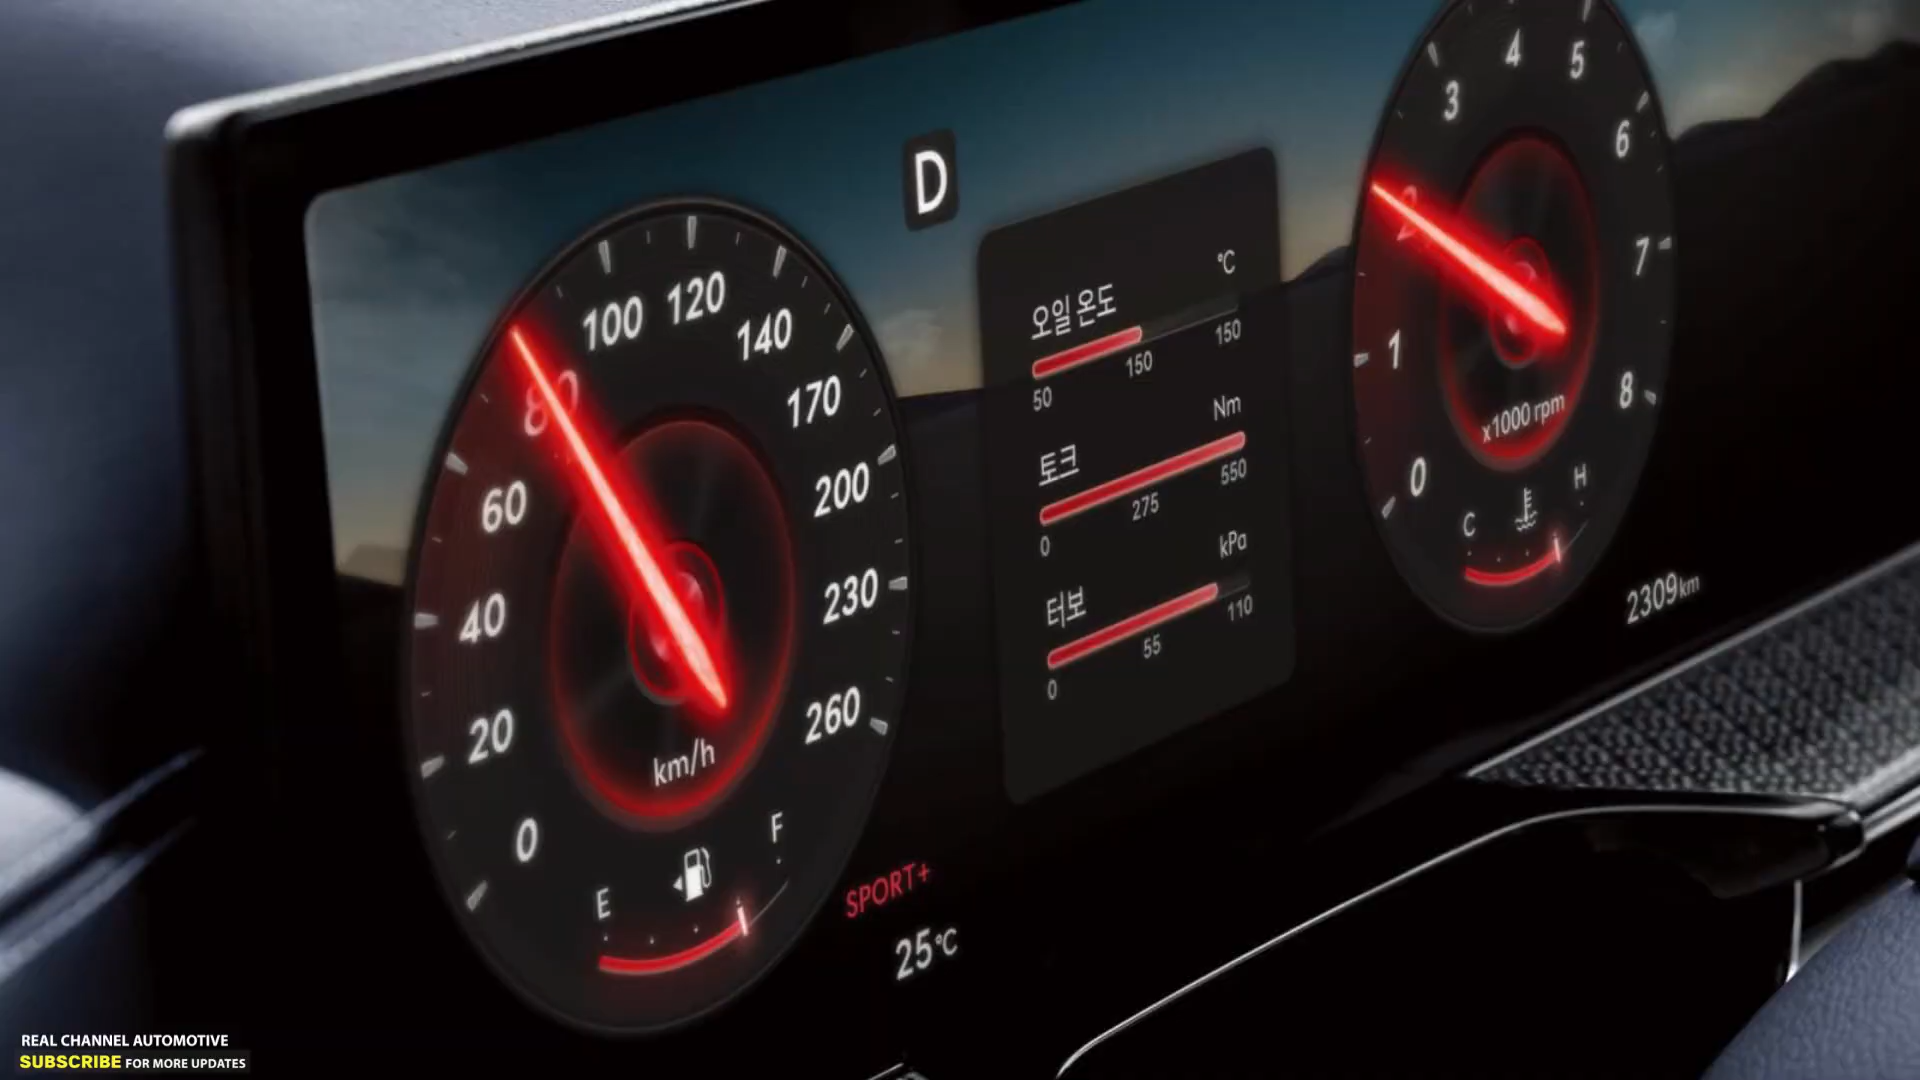 D
0
20
40
60
80
100
120
140
170
200
230
260
km/h
E
F
SPORT+
25°C
°C
오일 온도
50
150
150
Nm
토크
0
275
550
kPa
터보
0
55
110
0
1
2
3
4
5
6
7
8
x1000 rpm
C
H
2309km
REAL CHANNEL AUTOMOTIVE
SUBSCRIBE FOR MORE UPDATES